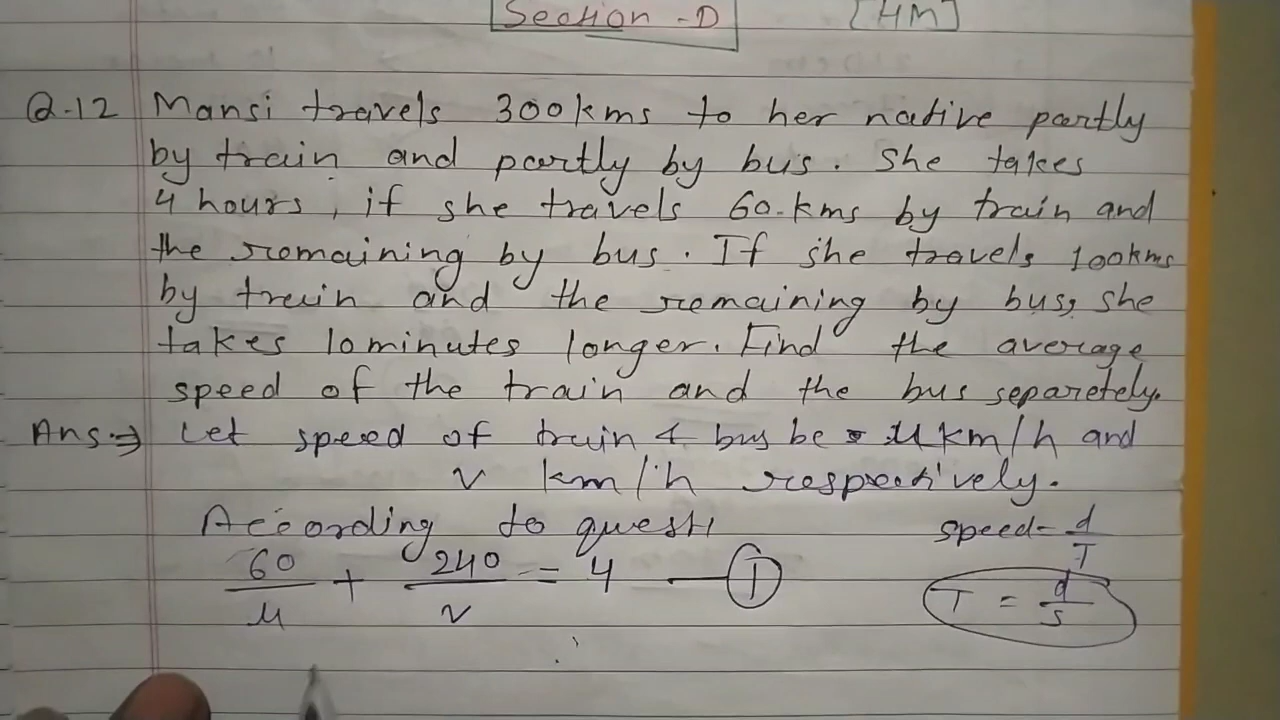 Section -D [4M]
Q.12 Mansi travels 300kms to her native partly
by train and partly by bus. She takes
4 hours, if she travels 60.kms by train and
the remaining by bus. If she travels 100kms
by train and the remaining by bus, she
takes 10minutes longer. Find the average
speed of the train and the bus separetely.
Ans.⇒ Let speed of train & bus be u km/h and
v km/h respectively.
According to questi
speed = d/T
60/u + 240/v = 4 — ①
T = d/s